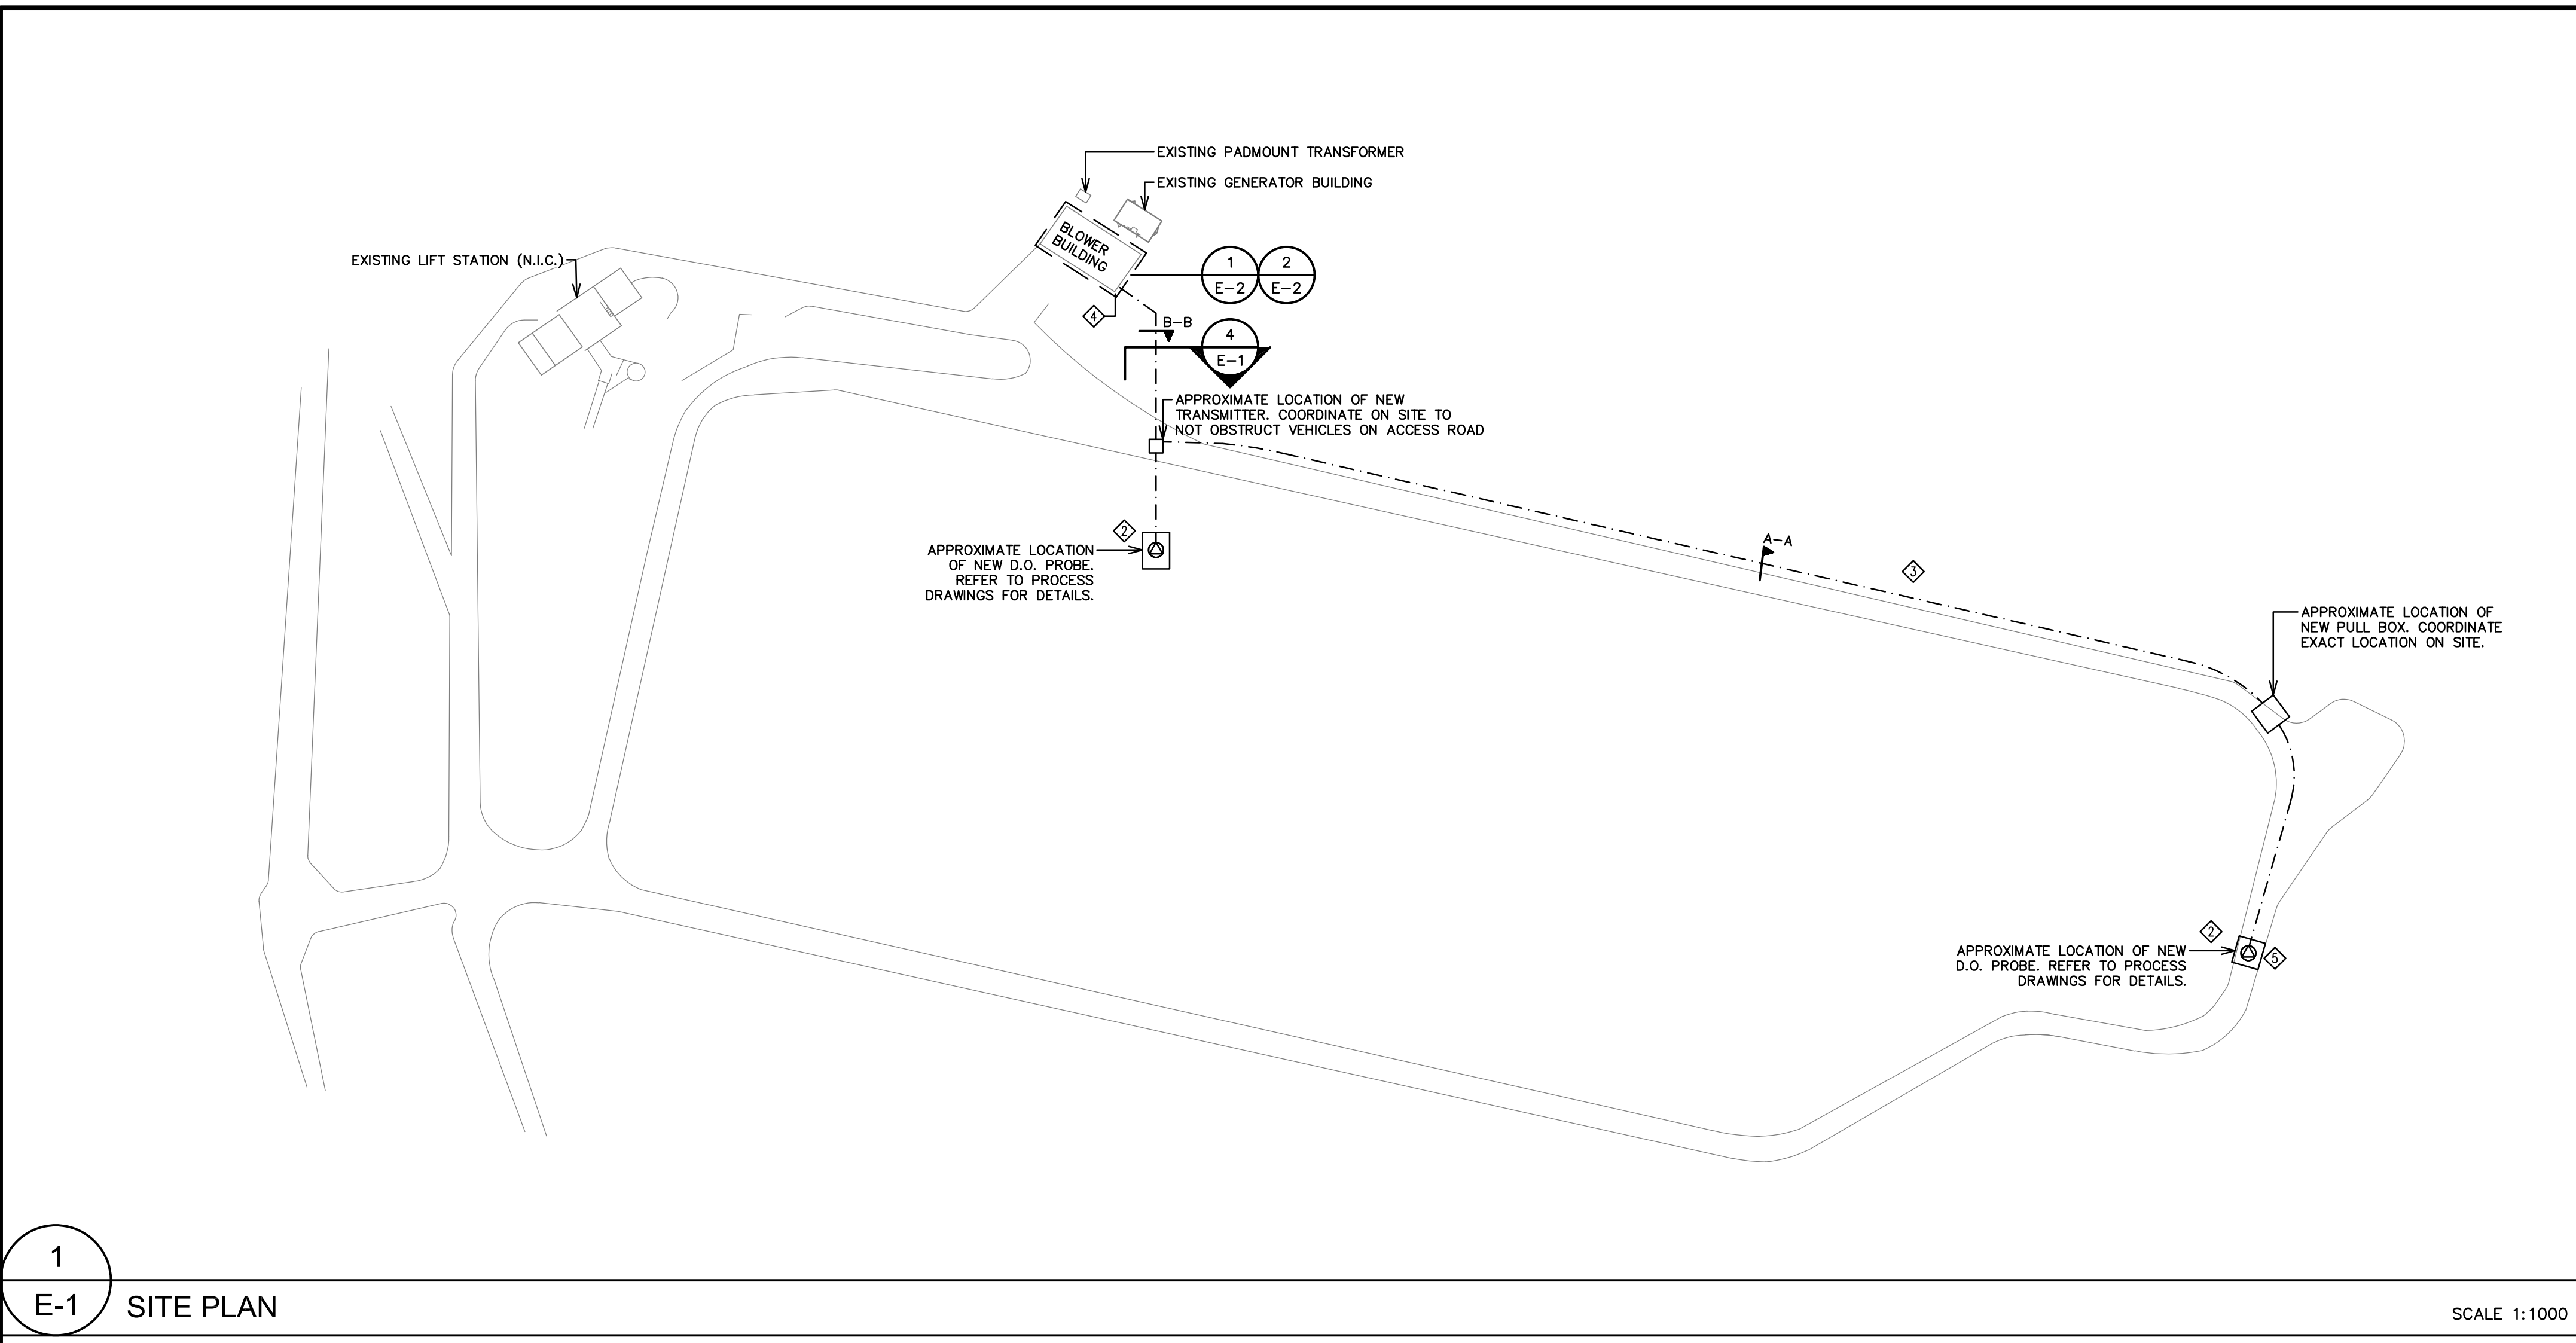 EXISTING PADMOUNT TRANSFORMER
EXISTING GENERATOR BUILDING
BLOWER
BUILDING
EXISTING LIFT STATION (N.I.C.)
1
E-2
2
E-2
4
B-B
4
E-1
APPROXIMATE LOCATION OF NEW
TRANSMITTER. COORDINATE ON SITE TO
NOT OBSTRUCT VEHICLES ON ACCESS ROAD
2
APPROXIMATE LOCATION
OF NEW D.O. PROBE.
REFER TO PROCESS
DRAWINGS FOR DETAILS.
A-A
3
APPROXIMATE LOCATION OF
NEW PULL BOX. COORDINATE
EXACT LOCATION ON SITE.
2
APPROXIMATE LOCATION OF NEW
D.O. PROBE. REFER TO PROCESS
DRAWINGS FOR DETAILS.
5
1
E-1
SITE PLAN
SCALE 1:1000